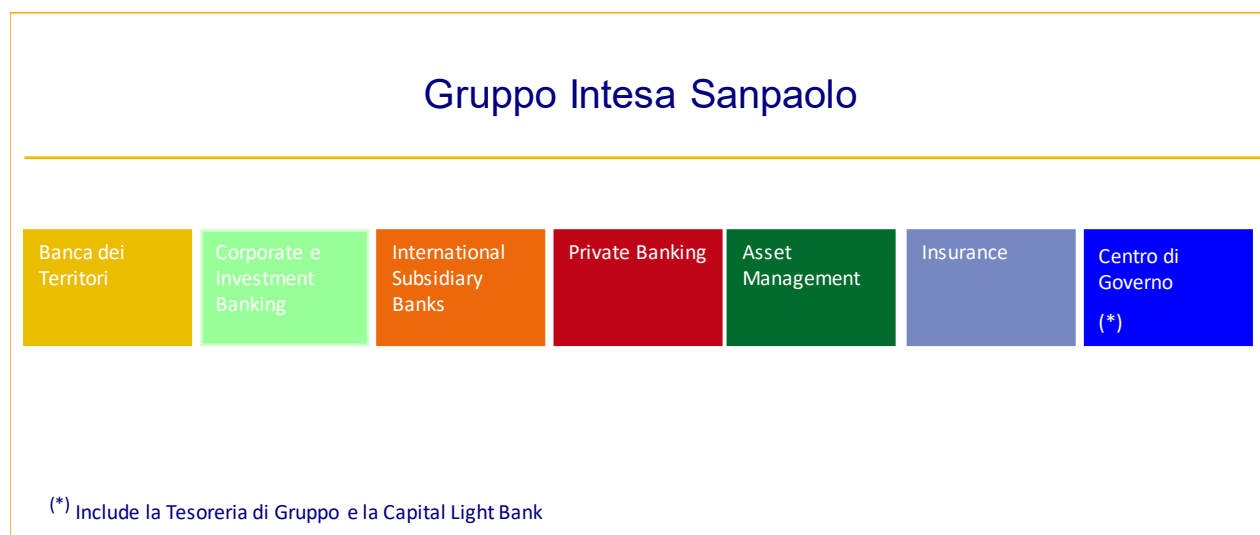 Gruppo Intesa Sanpaolo
Banca dei
Territori
Corporate e
Investment
Banking
International
Subsidiary
Banks
Private Banking
Asset
Management
Insurance
Centro di
Governo
(*)
(*) Include la Tesoreria di Gruppo e la Capital Light Bank